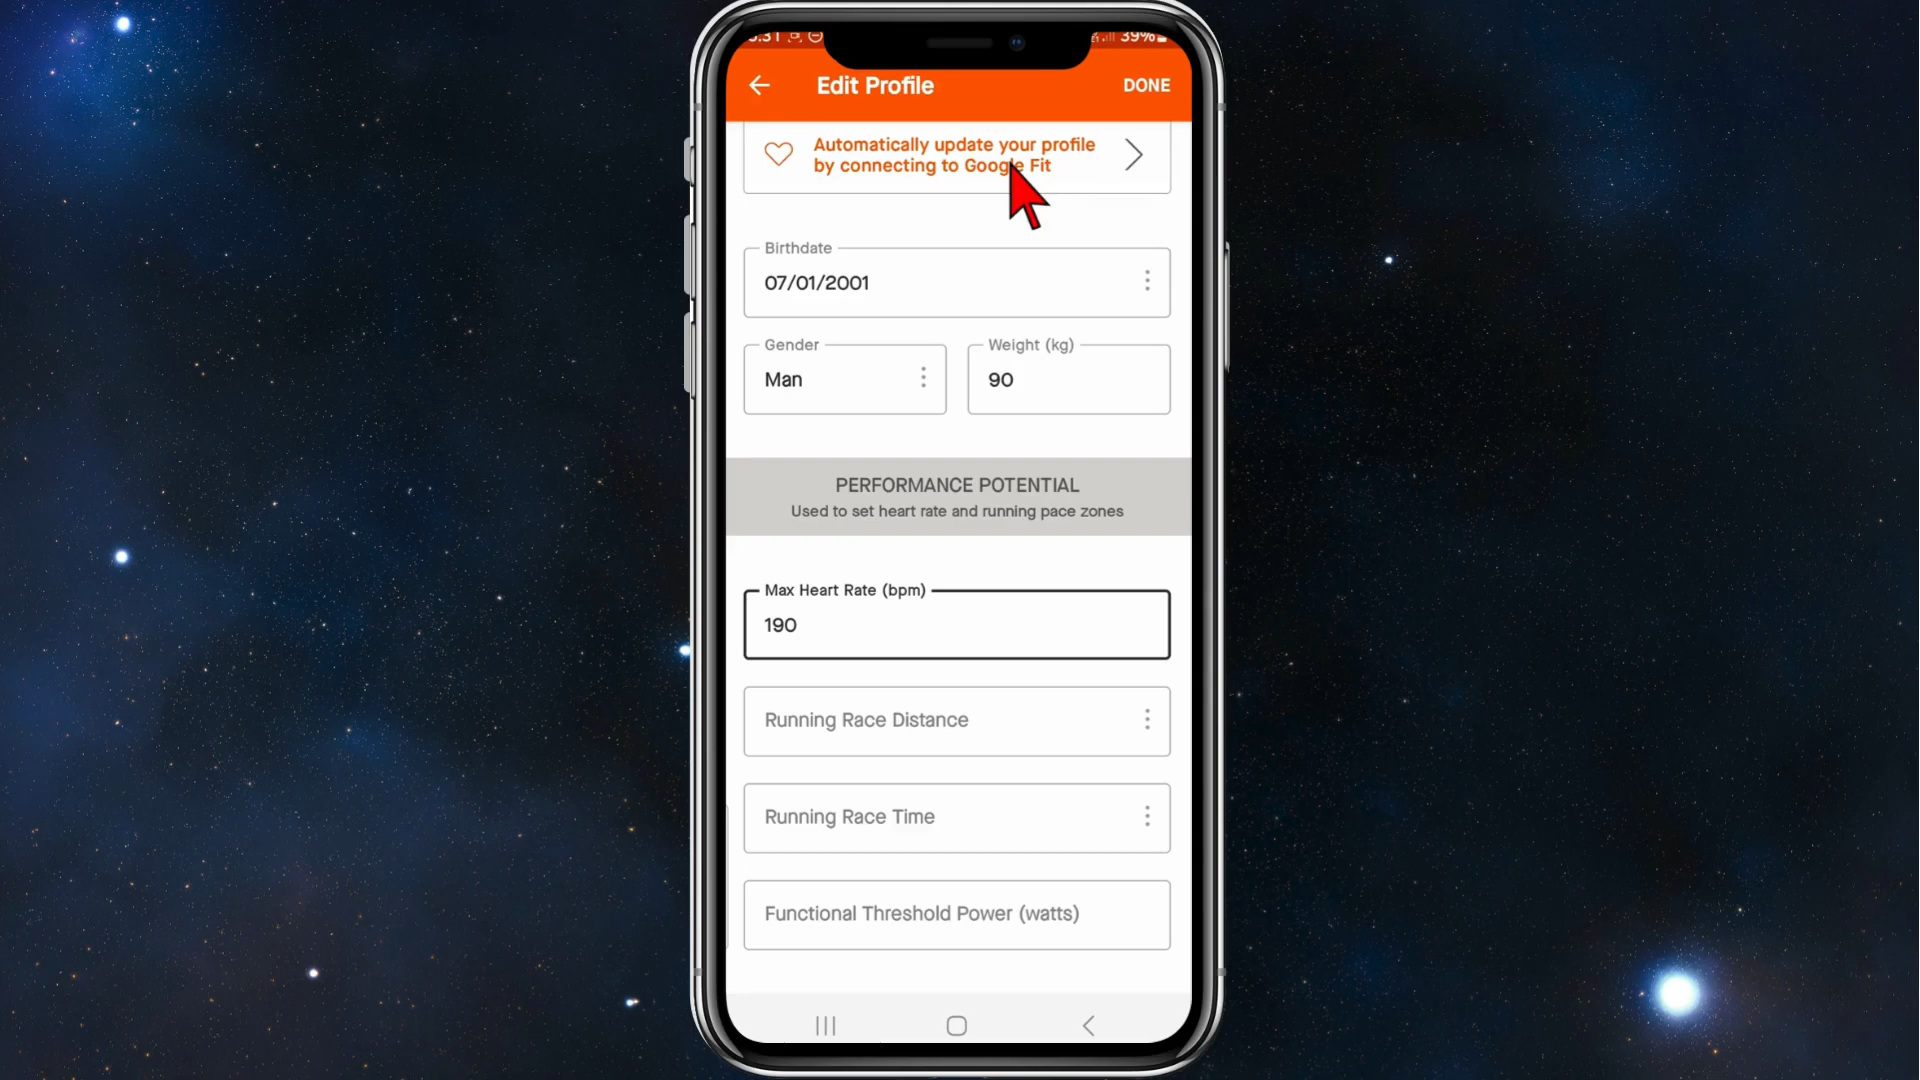 39%
Edit Profile
DONE
Automatically update your profile
by connecting to Google Fit
Birthdate
07/01/2001
Gender
Man
Weight (kg)
90
PERFORMANCE POTENTIAL
Used to set heart rate and running pace zones
Max Heart Rate (bpm)
190
Running Race Distance
Running Race Time
Functional Threshold Power (watts)